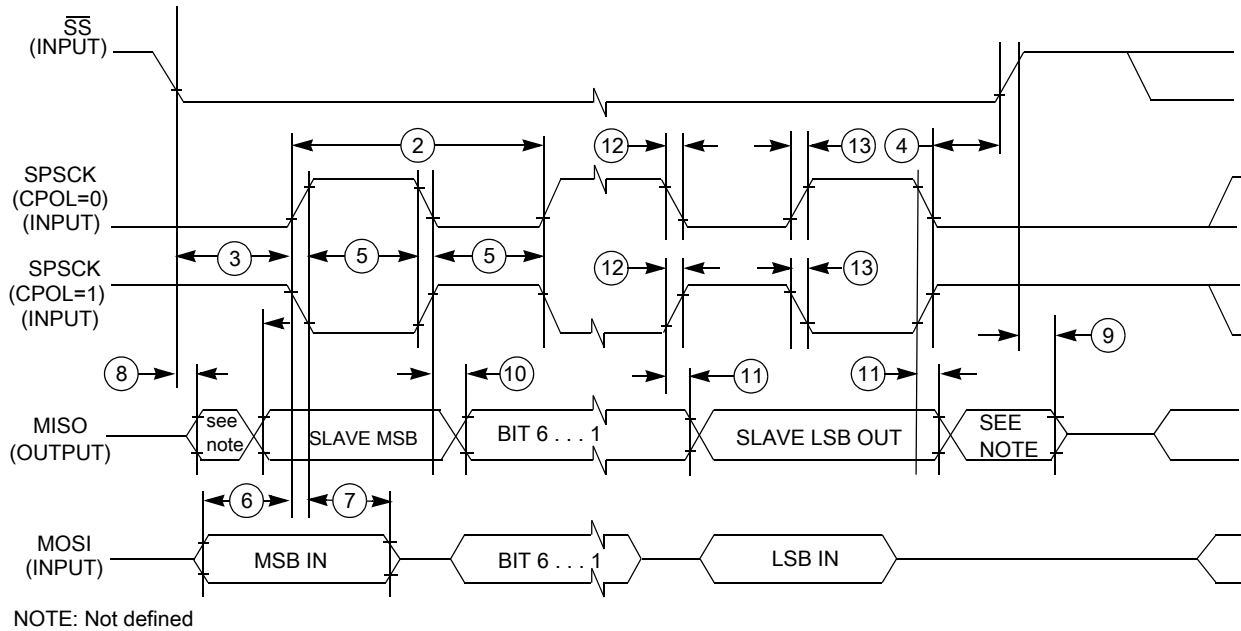 SS
(INPUT)
2
12
13
4
SPSCK
(CPOL=0)
(INPUT)
3
5
5
SPSCK
(CPOL=1)
(INPUT)
12
13
9
8
10
11
11
MISO
(OUTPUT)
see
note
SLAVE MSB
BIT 6 . . . 1
SLAVE LSB OUT
SEE
NOTE
6
7
MOSI
(INPUT)
MSB IN
BIT 6 . . . 1
LSB IN
NOTE: Not defined